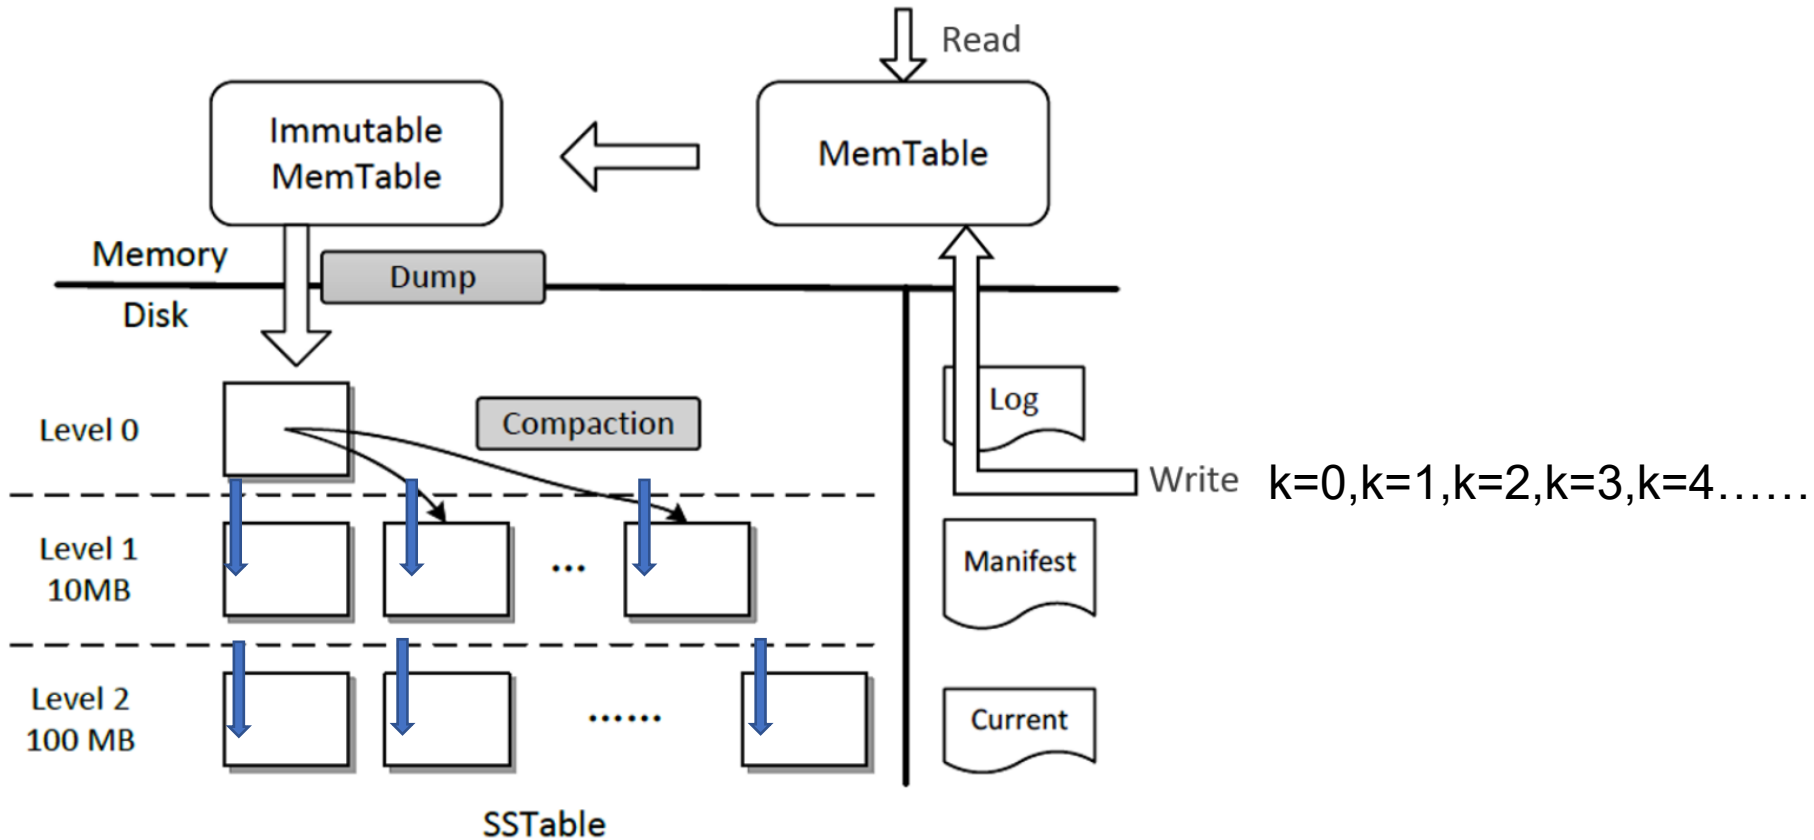 Read
Immutable
MemTable
MemTable
Memory
Dump
Disk
Level 0
Compaction
Log
Write k=0,k=1,k=2,k=3,k=4……
Level 1
10MB
...
Manifest
Level 2
100 MB
......
Current
SSTable